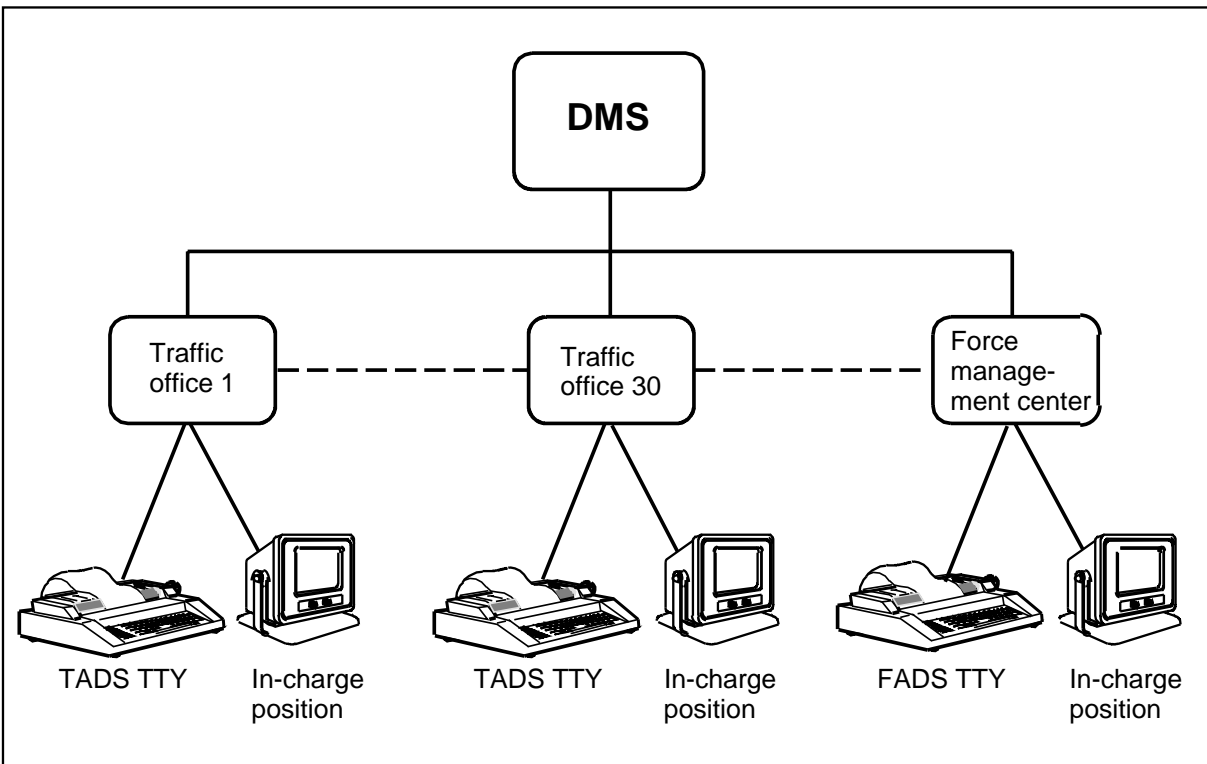 DMS
Traffic
office 1
Traffic
office 30
Force
manage-
ment center
TADS TTY
In-charge
position
TADS TTY
In-charge
position
FADS TTY
In-charge
position